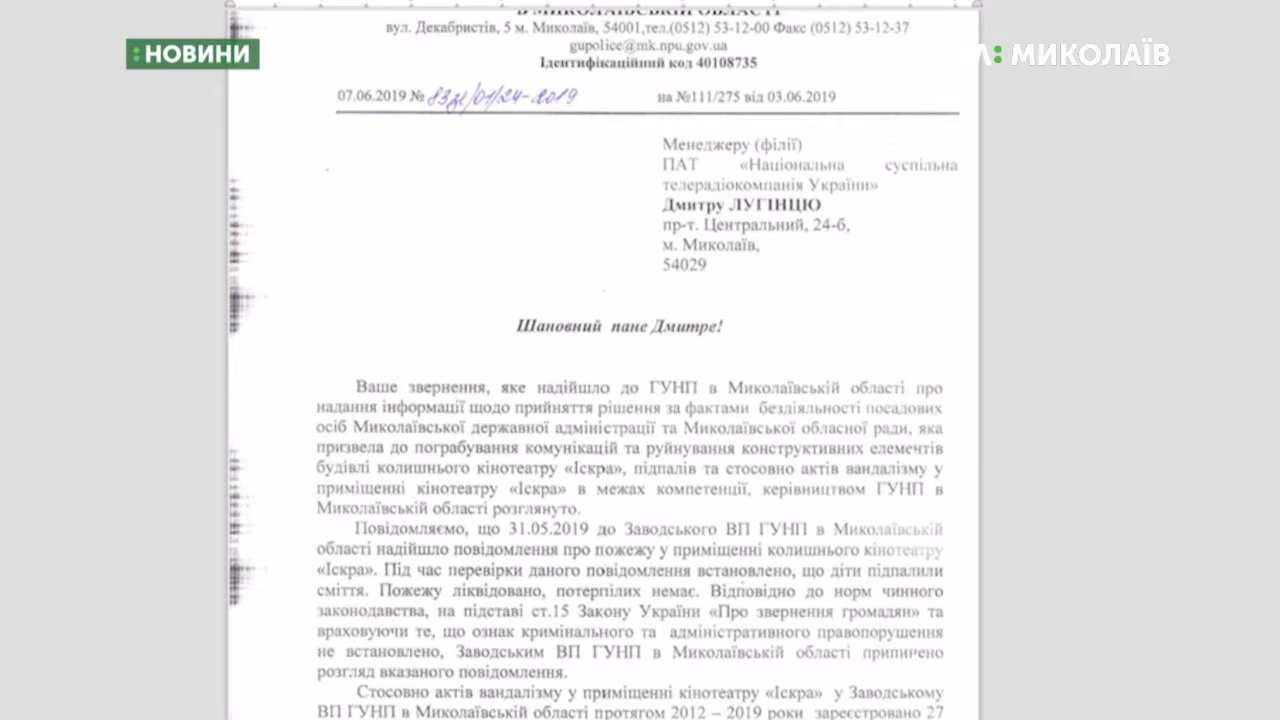 В МИКОЛАЇВСЬКІЙ ОБЛАСТІ
вул. Декабристів, 5 м. Миколаїв, 54001,тел.(0512) 53-12-00 Факс (0512) 53-12-37
gupolice@mk.npu.gov.ua
Ідентифікаційний код 40108735
:НОВИНИ
:МИКОЛАЇВ
07.06.2019 № на №111/275 від 03.06.2019
Менеджеру (філії)
ПАТ «Національна суспільна
телерадіокомпанія України»
Дмитру ЛУГІНЦЮ
пр-т. Центральний, 24-б,
м. Миколаїв,
54029
Шановний пане Дмитре!
Ваше звернення, яке надійшло до ГУНП в Миколаївській області про
надання інформації щодо прийняття рішення за фактами бездіяльності посадових
осіб Миколаївської державної адміністрації та Миколаївської обласної ради, яка
призвела до пограбування комунікацій та руйнування конструктивних елементів
будівлі колишнього кінотеатру «Іскра», підпалів та стосовно актів вандалізму у
приміщенні кінотеатру «Іскра» в межах компетенції, керівництвом ГУНП в
Миколаївській області розглянуто.
Повідомляємо, що 31.05.2019 до Заводського ВП ГУНП в Миколаївській
області надійшло повідомлення про пожежу у приміщенні колишнього кінотеатру
«Іскра». Під час перевірки даного повідомлення встановлено, що діти підпалили
сміття. Пожежу ліквідовано, потерпілих немає. Відповідно до норм чинного
законодавства, на підставі ст.15 Закону України «Про звернення громадян» та
враховуючи те, що ознак кримінального та адміністративного правопорушення
не встановлено, Заводським ВП ГУНП в Миколаївській області припинено
розгляд вказаного повідомлення.
Стосовно актів вандалізму у приміщенні кінотеатру «Іскра» у Заводському
ВП ГУНП в Миколаївській області протягом 2012 – 2019 роки зареєстровано 27